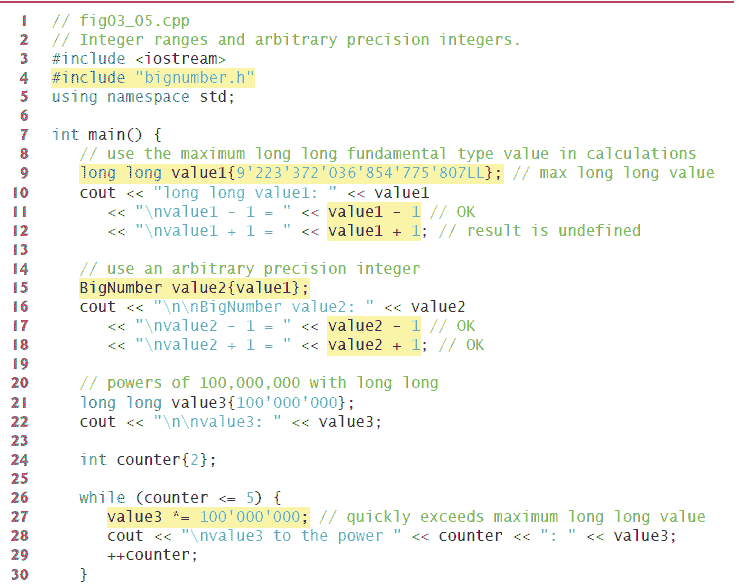 1 // fig03_05.cpp
2 // Integer ranges and arbitrary precision integers.
3 #include <iostream>
4 #include "bignumber.h"
5 using namespace std;
6
7 int main() {
8 // use the maximum long long fundamental type value in calculations
9 long long value1{9'223'372'036'854'775'807LL}; // max long long value
10 cout << "long long value1: " << value1
11 << "\nvalue1 - 1 = " << value1 - 1 // OK
12 << "\nvalue1 + 1 = " << value1 + 1; // result is undefined
13
14 // use an arbitrary precision integer
15 BigNumber value2{value1};
16 cout << "\n\nBigNumber value2: " << value2
17 << "\nvalue2 - 1 = " << value2 - 1 // OK
18 << "\nvalue2 + 1 = " << value2 + 1; // OK
19
20 // powers of 100,000,000 with long long
21 long long value3{100'000'000};
22 cout << "\n\nvalue3: " << value3;
23
24 int counter{2};
25
26 while (counter <= 5) {
27 value3 *= 100'000'000; // quickly exceeds maximum long long value
28 cout << "\nvalue3 to the power " << counter << ": " << value3;
29 ++counter;
30 }